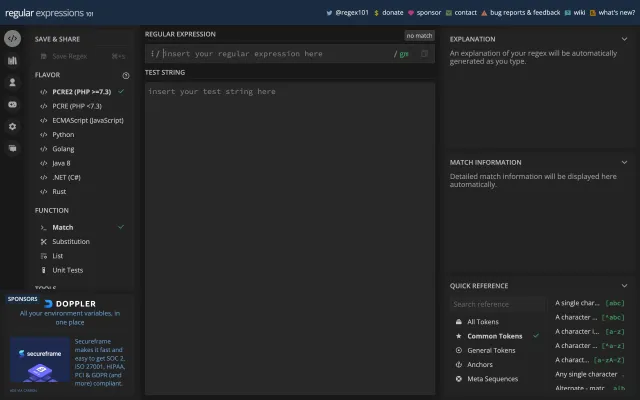 regular expressions 101
@regex101
$ donate
sponsor
contact
bug reports & feedback
wiki
what's new?
SAVE & SHARE
Save Regex
⌘+s
FLAVOR
</> PCRE2 (PHP >=7.3)
</> PCRE (PHP <7.3)
</> ECMAScript (JavaScript)
</> Python
</> Golang
</> Java 8
</> .NET (C#)
</> Rust
FUNCTION
>_ Match
Substitution
List
Unit Tests
TOOLS
SPONSORS
DOPPLER
All your environment variables, in
one place
secureframe
Secureframe
makes it fast and
easy to get SOC 2,
ISO 27001, HIPAA,
PCI & GDPR (and
more) compliant.
ADS VIA CARBON
REGULAR EXPRESSION
no match
/ insert your regular expression here
/ gm
TEST STRING
insert your test string here
EXPLANATION
An explanation of your regex will be automatically
generated as you type.
MATCH INFORMATION
Detailed match information will be displayed here
automatically.
QUICK REFERENCE
Search reference
All Tokens
Common Tokens
General Tokens
Anchors
Meta Sequences
A single char... [abc]
A character ... [^abc]
A character i... [a-z]
A character ... [^a-z]
A charact... [a-zA-Z]
Any single character .
Alternate - matc... a|b